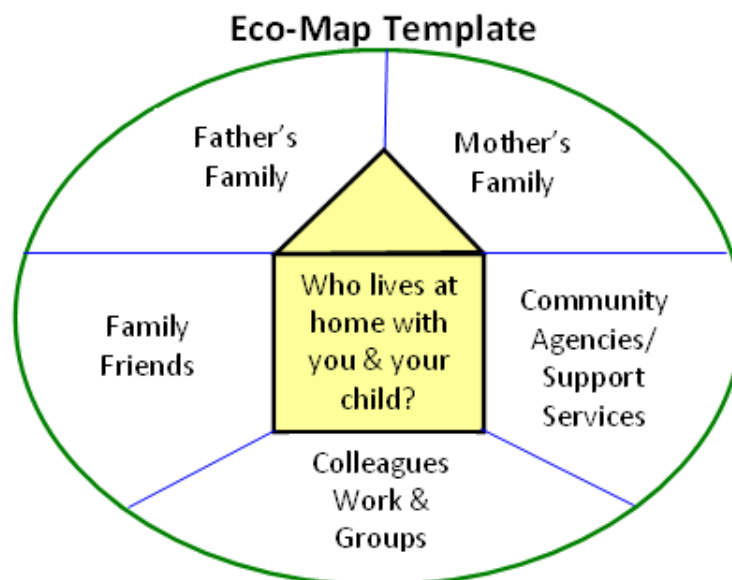 Eco-Map Template
Father's
Family
Mother's
Family
Family
Friends
Who lives at
home with
you & your
child?
Community
Agencies/
Support
Services
Colleagues
Work &
Groups